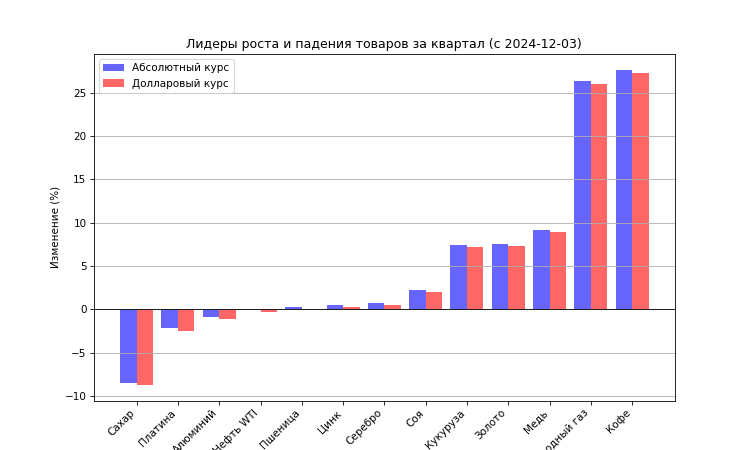 Лидеры роста и падения товаров за квартал (с 2024-12-03)
Абсолютный курс
Долларовый курс
Изменение (%)
25
20
15
10
5
0
−5
−10
Сахар
Платина
Алюминий
Нефть WTI
Пшеница
Цинк
Серебро
Соя
Кукуруза
Золото
Медь
газ
Кофе